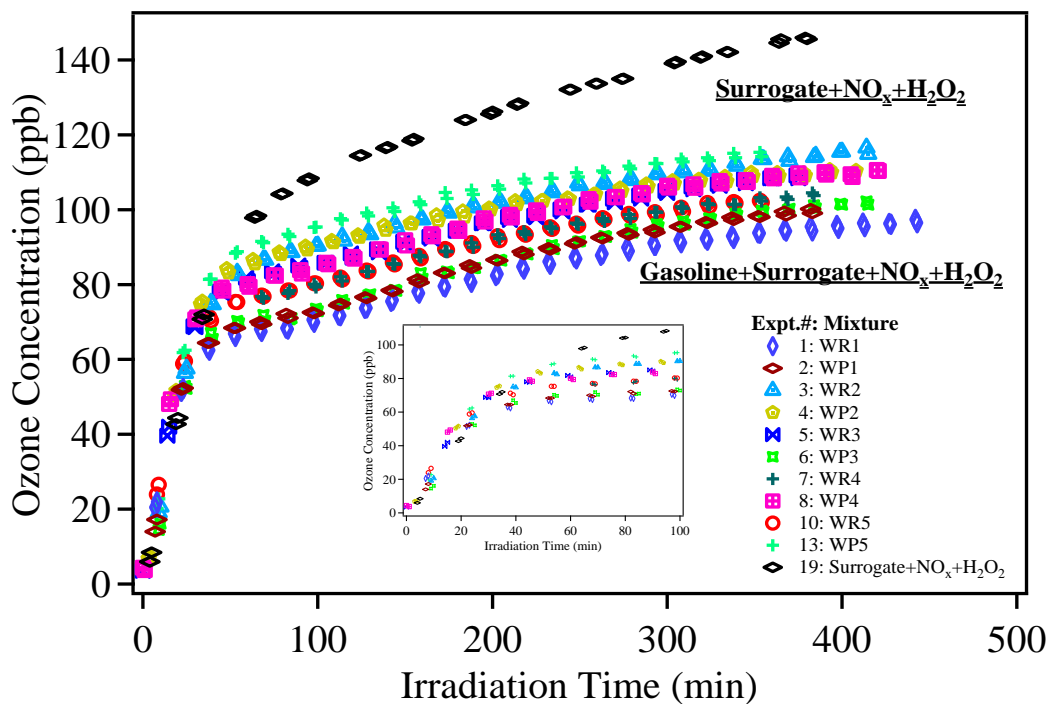 Ozone Concentration (ppb)
140
120
100
80
60
40
20
0
Surrogate+NOx+H2O2
Gasoline+Surrogate+NOx+H2O2
Expt.#: Mixture
1: WR1
2: WP1
3: WR2
4: WP2
5: WR3
6: WP3
7: WR4
8: WP4
10: WR5
13: WP5
19: Surrogate+NOx+H2O2
Ozone Concentration (ppb)
100
80
60
40
20
0
0 20 40 60 80 100
Irradiation Time (min)
0 100 200 300 400 500
Irradiation Time (min)